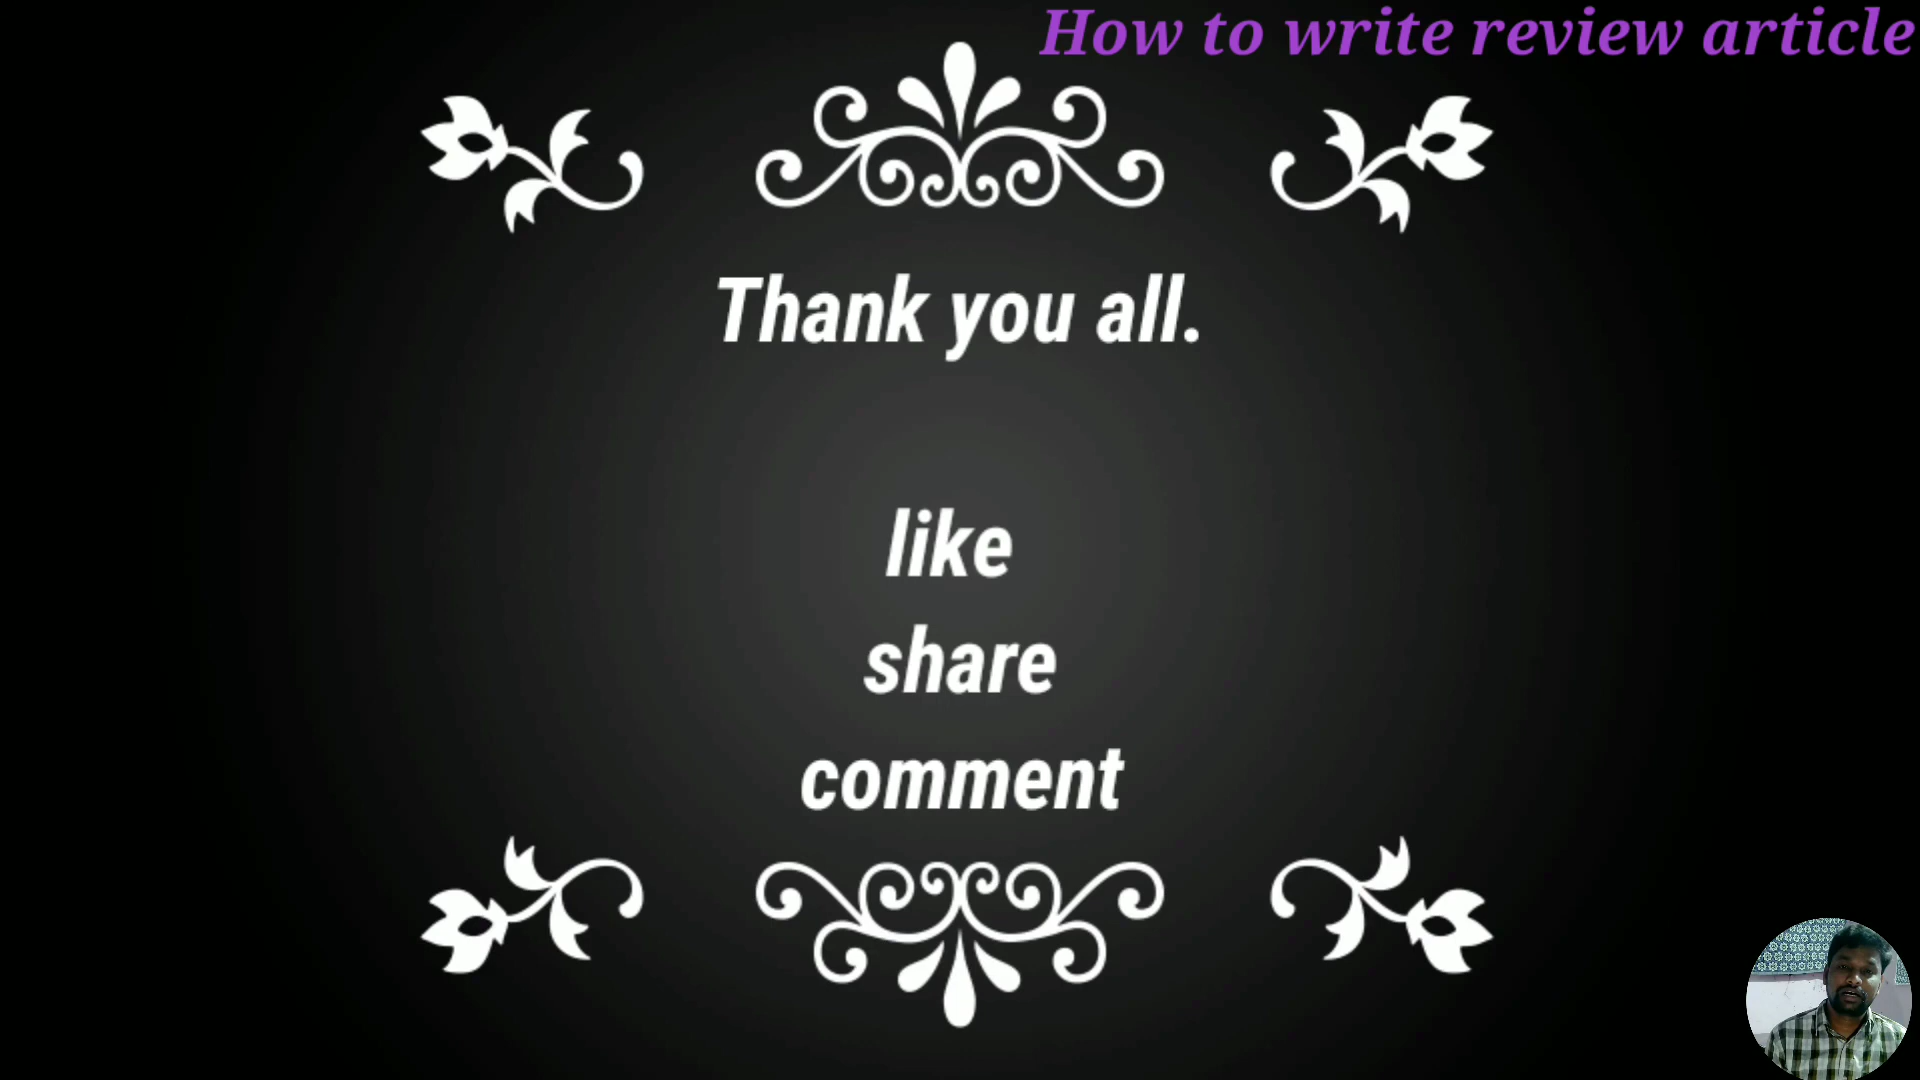 How to write review article
Thank you all.
like
share
comment